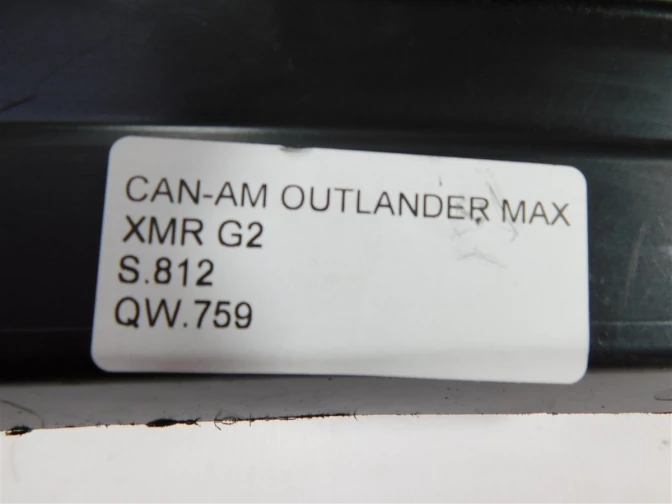 CAN-AM OUTLANDER MAX
XMR G2
S.812
QW.759